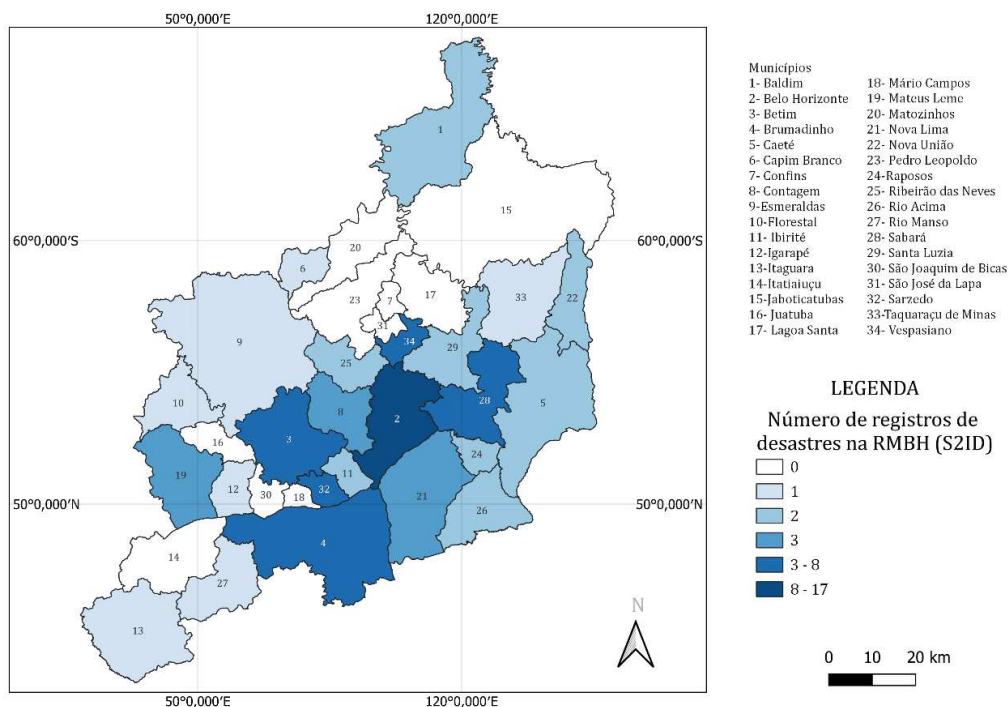 50°0,000′E 120°0,000′E
60°0,000′S 60°0,000′S
50°0,000′N 50°0,000′N
50°0,000′E 120°0,000′E
1
15
20
6
33
22
17
7
23
31
34
29
9
25
8
2
28
5
10
3
16
24
19
11
12
30
18
32
21
26
4
14
27
13
N
Municípios
1- Baldim
2- Belo Horizonte
3- Betim
4- Brumadinho
5- Caeté
6- Capim Branco
7- Confins
8- Contagem
9-Esmeraldas
10-Florestal
11- Ibirité
12-Igarapé
13-Itaguara
14-Itatiaiuçu
15-Jaboticatubas
16- Juatuba
17- Lagoa Santa
18- Mário Campos
19- Mateus Leme
20- Matozinhos
21- Nova Lima
22- Nova União
23- Pedro Leopoldo
24-Raposos
25- Ribeirão das Neves
26- Rio Acima
27- Rio Manso
28- Sabará
29- Santa Luzia
30- São Joaquim de Bicas
31- São José da Lapa
32- Sarzedo
33-Taquaraçu de Minas
34- Vespasiano
LEGENDA
Número de registros de
desastres na RMBH (S2ID)
0
1
2
3
3 - 8
8 - 17
0 10 20 km